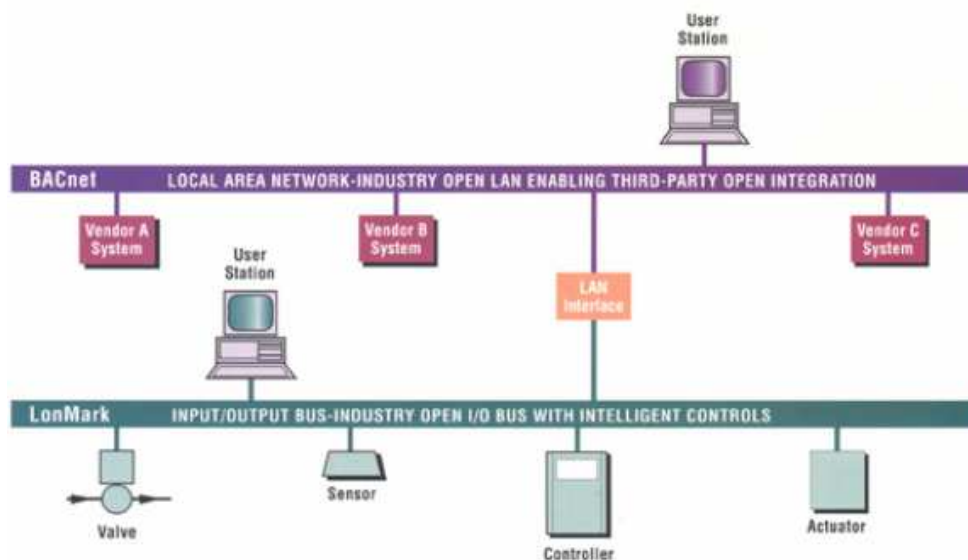 User
Station
BACnet LOCAL AREA NETWORK-INDUSTRY OPEN LAN ENABLING THIRD-PARTY OPEN INTEGRATION
Vendor A
System
Vendor B
System
Vendor C
System
User
Station
LAN
Interface
LonMark INPUT/OUTPUT BUS-INDUSTRY OPEN I/O BUS WITH INTELLIGENT CONTROLS
Valve
Sensor
Controller
Actuator